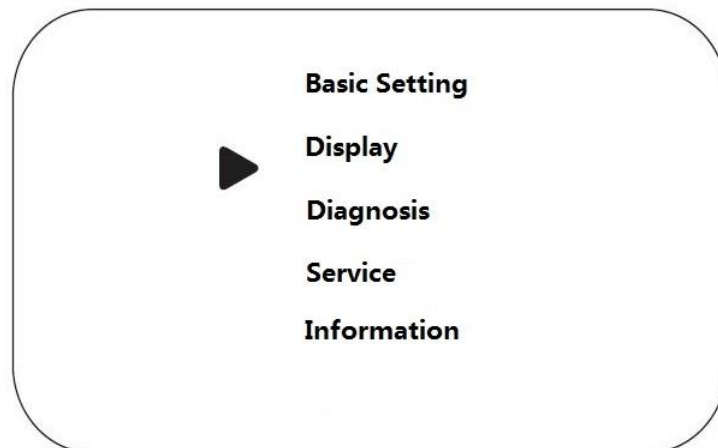 Basic Setting
Display
Diagnosis
Service
Information